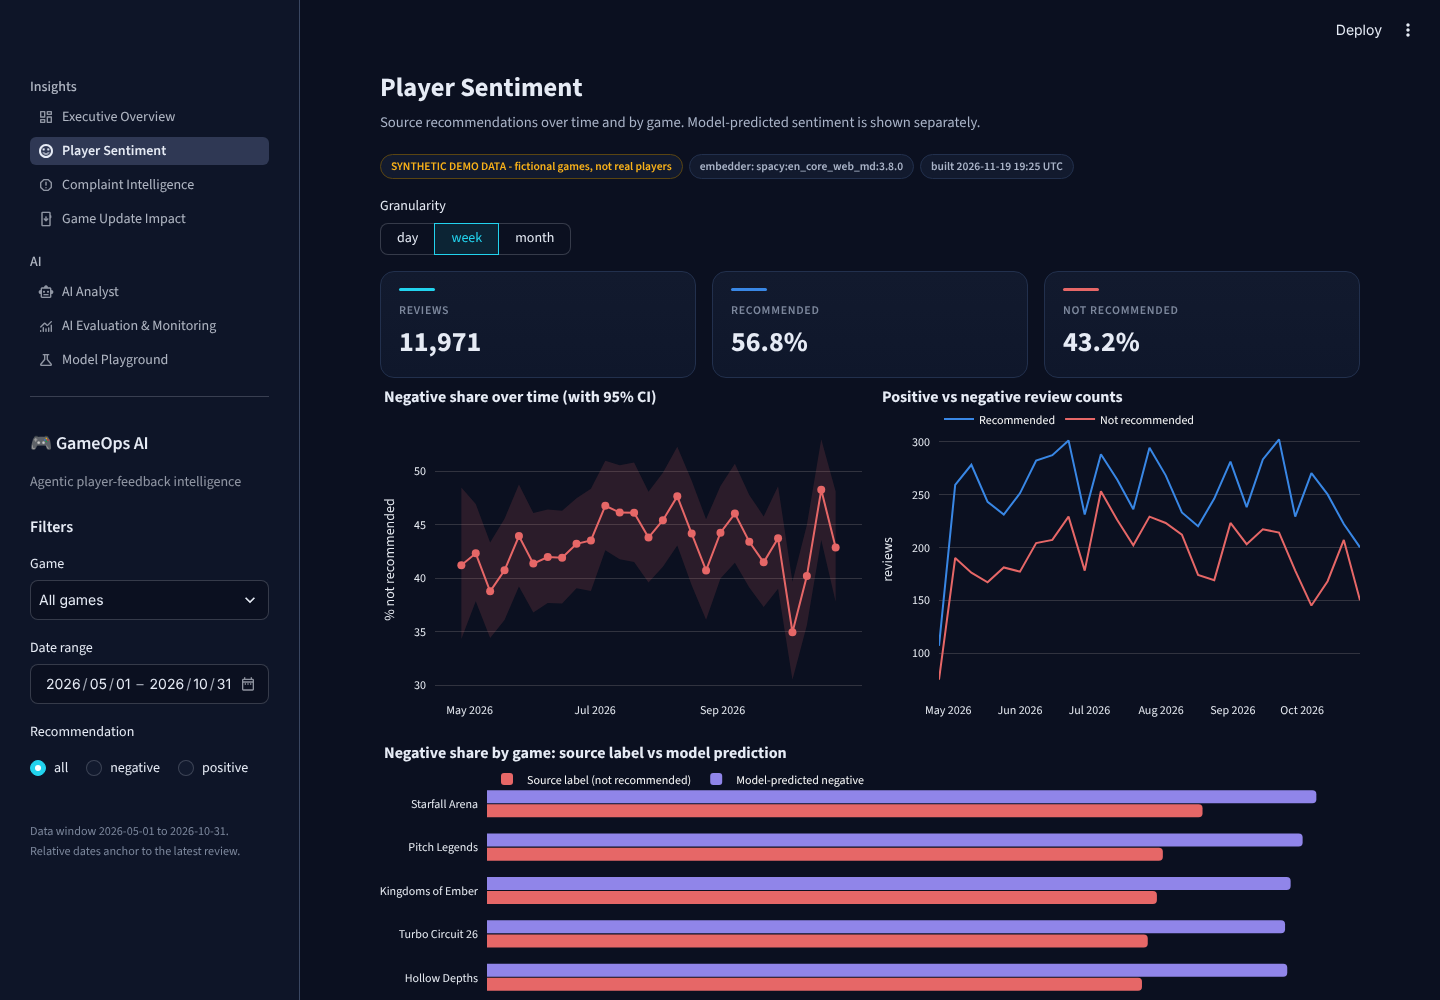 Deploy
Insights
Executive Overview
Player Sentiment
Complaint Intelligence
Game Update Impact
AI
AI Analyst
AI Evaluation & Monitoring
Model Playground
🎮 GameOps AI
Agentic player-feedback intelligence
Filters
Game
All games
Date range
2026/05/01 – 2026/10/31
Recommendation
all negative positive
Data window 2026-05-01 to 2026-10-31.
Relative dates anchor to the latest review.
Player Sentiment
Source recommendations over time and by game. Model-predicted sentiment is shown separately.
SYNTHETIC DEMO DATA - fictional games, not real players
embedder: spacy:en_core_web_md:3.8.0
built 2026-11-19 19:25 UTC
Granularity
day week month
REVIEWS
11,971
RECOMMENDED
56.8%
NOT RECOMMENDED
43.2%
Negative share over time (with 95% CI)
% not recommended
50
45
40
35
30
May 2026 Jul 2026 Sep 2026
Positive vs negative review counts
Recommended Not recommended
reviews
300
250
200
150
100
May 2026 Jun 2026 Jul 2026 Aug 2026 Sep 2026 Oct 2026
Negative share by game: source label vs model prediction
Source label (not recommended) Model-predicted negative
Starfall Arena
Pitch Legends
Kingdoms of Ember
Turbo Circuit 26
Hollow Depths